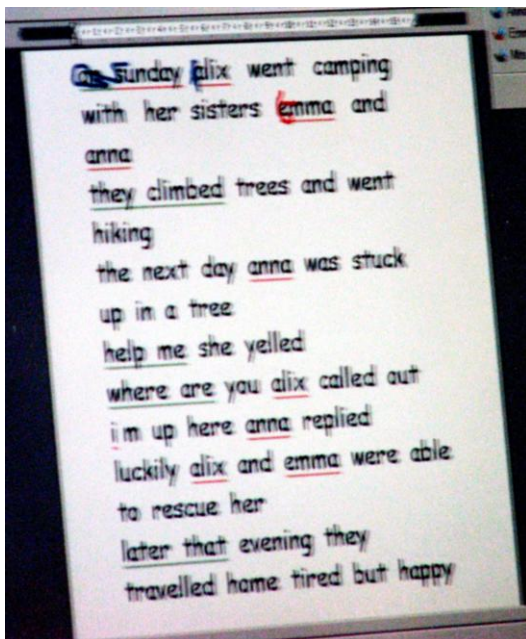 on sunday alix went camping
with her sisters emma and
anna
they climbed trees and went
hiking
the next day anna was stuck
up in a tree
help me she yelled
where are you alix called out
im up here anna replied
luckily alix and emma were able
to rescue her
later that evening they
travelled home tired but happy